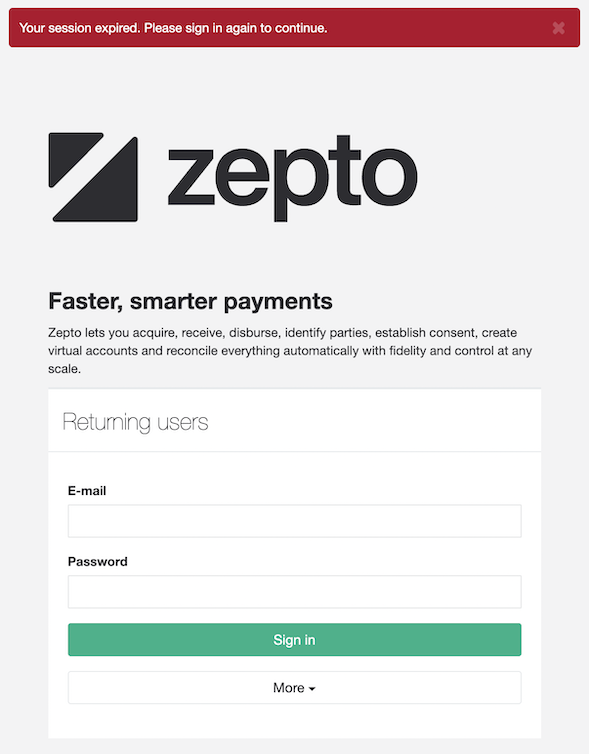 Your session expired. Please sign in again to continue.
zepto
Faster, smarter payments
Zepto lets you acquire, receive, disburse, identify parties, establish consent, create
virtual accounts and reconcile everything automatically with fidelity and control at any
scale.
Returning users
E-mail
Password
Sign in
More